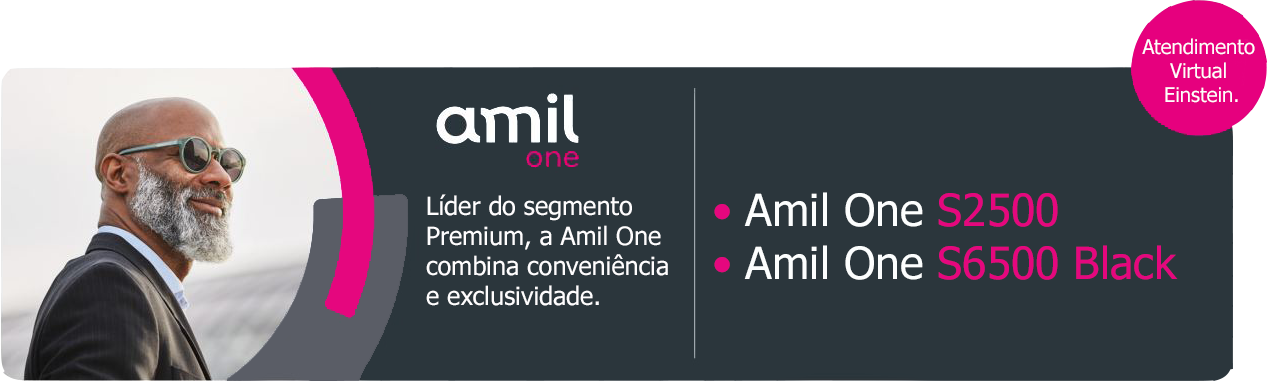 Atendimento
Virtual
Einstein.
amil
one
Líder do segmento
Premium, a Amil One
combina conveniência
e exclusividade.
• Amil One S2500
• Amil One S6500 Black